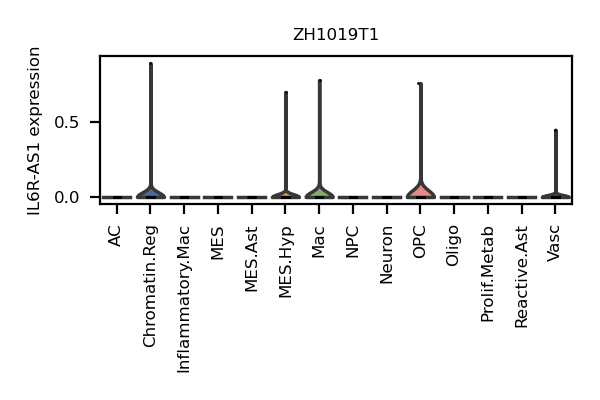 ZH1019T1
IL6R-AS1 expression
0.5
0.0
AC
Chromatin.Reg
Inflammatory.Mac
MES
MES.Ast
MES.Hyp
Mac
NPC
Neuron
OPC
Oligo
Prolif.Metab
Reactive.Ast
Vasc